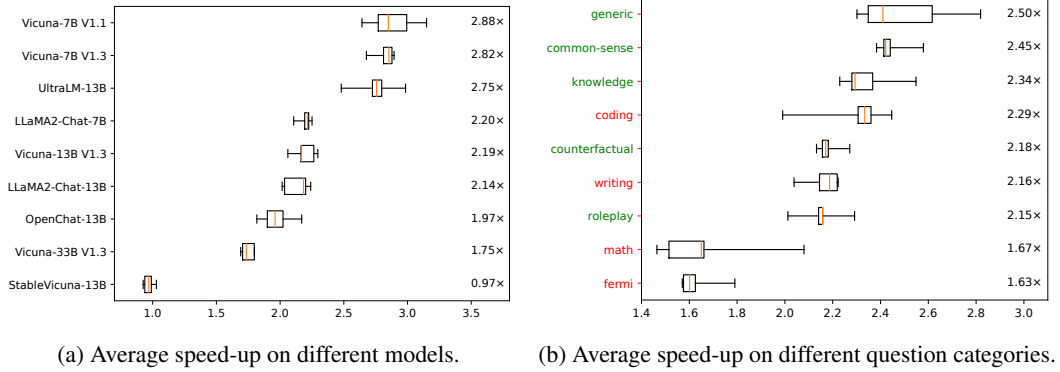 Vicuna-7B V1.1 2.88×
Vicuna-7B V1.3 2.82×
UltraLM-13B 2.75×
LLaMA2-Chat-7B 2.20×
Vicuna-13B V1.3 2.19×
LLaMA2-Chat-13B 2.14×
OpenChat-13B 1.97×
Vicuna-33B V1.3 1.75×
StableVicuna-13B 0.97×
1.0 1.5 2.0 2.5 3.0 3.5
(a) Average speed-up on different models.
generic 2.50×
common-sense 2.45×
knowledge 2.34×
coding 2.29×
counterfactual 2.18×
writing 2.16×
roleplay 2.15×
math 1.67×
fermi 1.63×
1.4 1.6 1.8 2.0 2.2 2.4 2.6 2.8 3.0
(b) Average speed-up on different question categories.